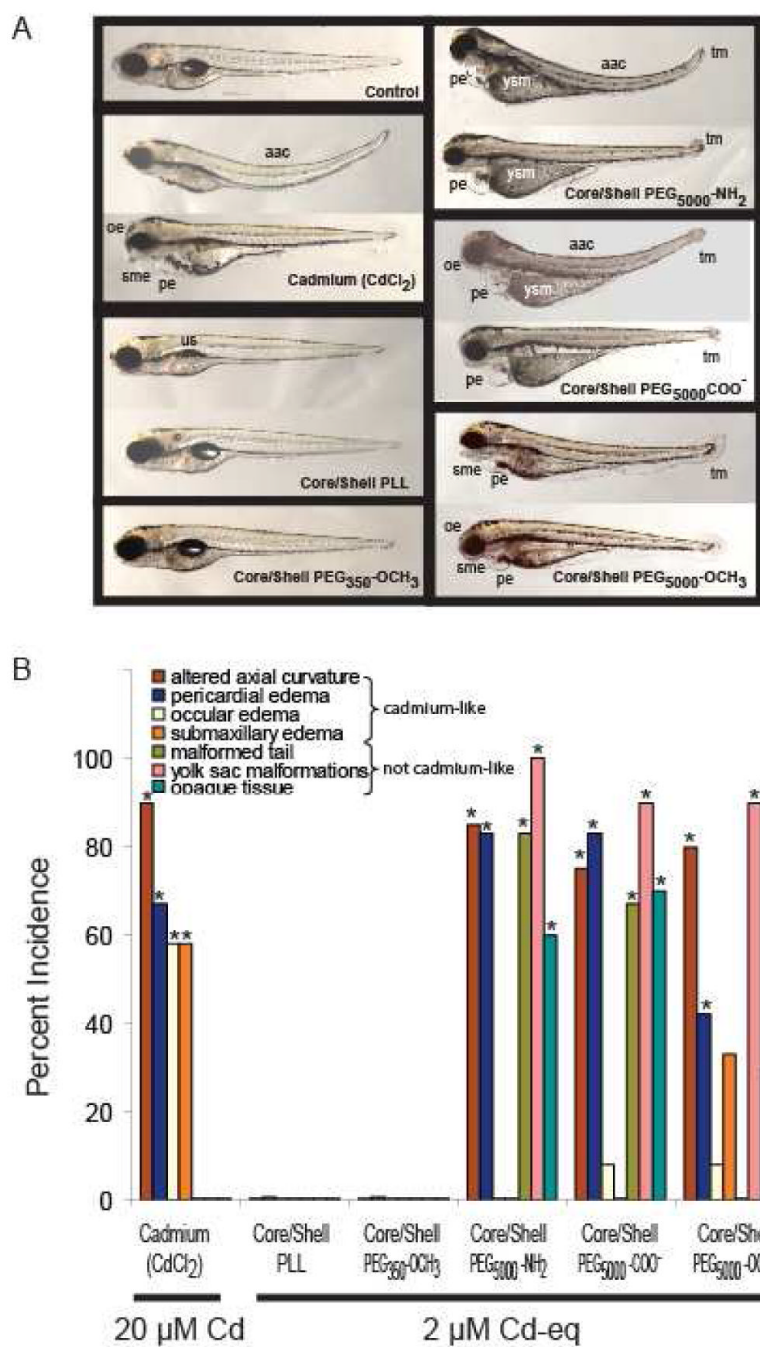 A
Control
aac
oe
sme
pe
Cadmium (CdCl2)
us
Core/Shell PLL
Core/Shell PEG350-OCH3
aac
tm
pe
ysm
tm
pe
ysm
Core/Shell PEG5000-NH2
aac
oe
tm
pe
ysm
tm
pe
Core/Shell PEG5000COO-
sme
pe
tm
oe
sme
pe
Core/Shell PEG5000-OCH3
B
altered axial curvature
pericardial edema
occular edema
submaxillary edema
cadmium-like
malformed tail
yolk sac malformations
opaque tissue
not cadmium-like
Percent Incidence
100
80
60
40
20
0
* * * *
* * * * *
* * * * *
* * *
Cadmium
(CdCl2)
Core/Shell
PLL
Core/Shell
PEG350-OCH3
Core/Shell
PEG5000-NH2
Core/Shell
PEG5000-COO-
Core/She
PEG5000-OC
20 µM Cd
2 µM Cd-eq